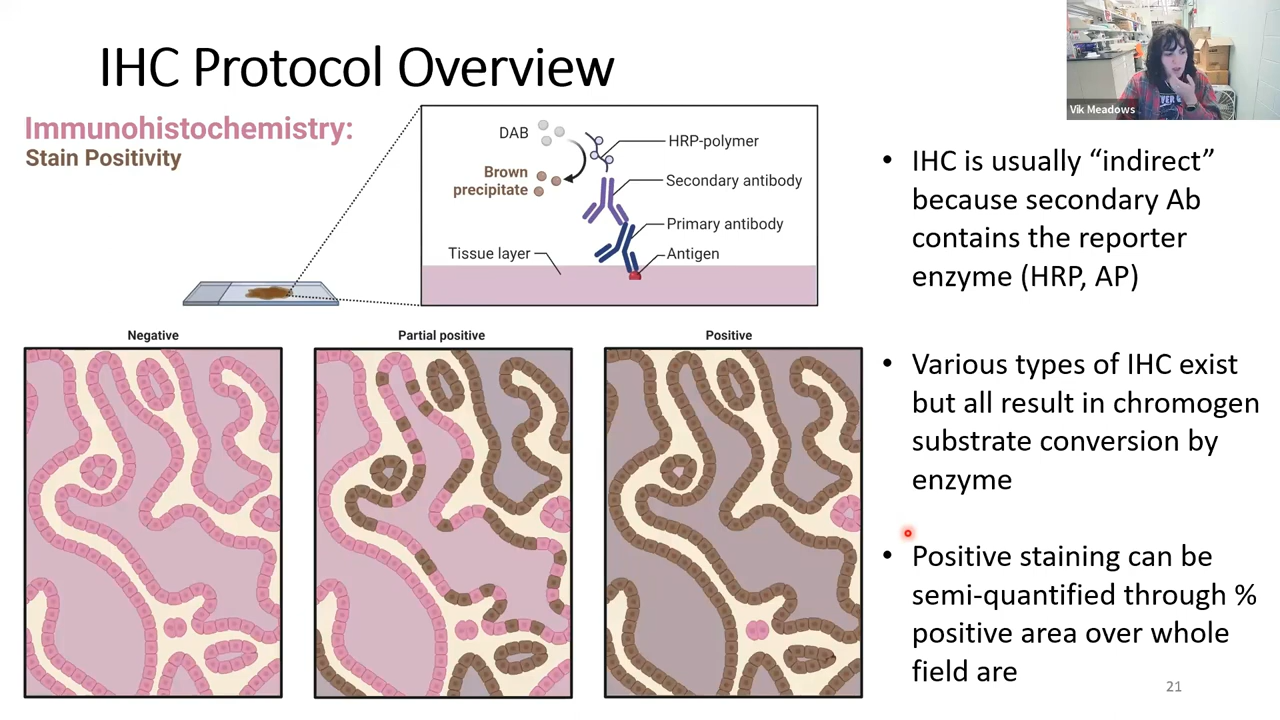 IHC Protocol Overview
Immunohistochemistry:
Stain Positivity
DAB
Brown
precipitate
HRP-polymer
Secondary antibody
Primary antibody
Antigen
Tissue layer
Negative
Partial positive
Positive
Vik Meadows
• IHC is usually “indirect”
because secondary Ab
contains the reporter
enzyme (HRP, AP)
• Various types of IHC exist
but all result in chromogen
substrate conversion by
enzyme
• Positive staining can be
semi-quantified through %
positive area over whole
field are
21